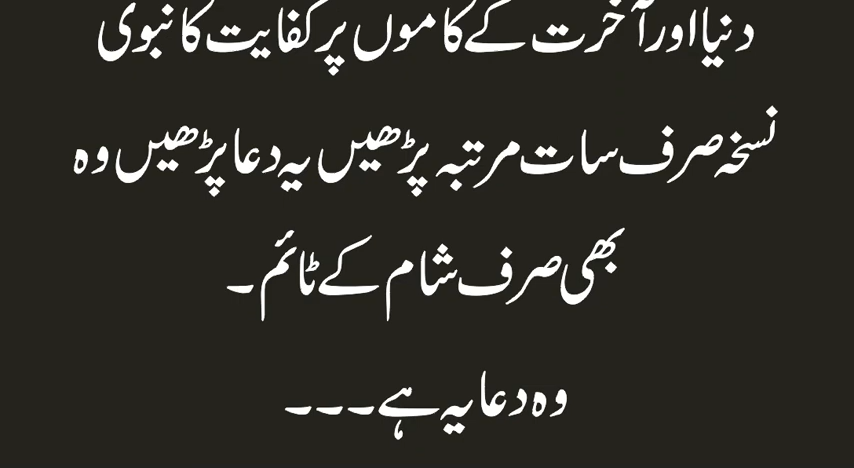 دنیا اور آخرت کے کاموں پر کفایت کا نبوی
نسخہ صرف سات مرتبہ پڑھیں یہ دعا پڑھیں وہ
بھی صرف شام کے ٹائم ۔
وہ دعا یہ ہے ۔۔۔